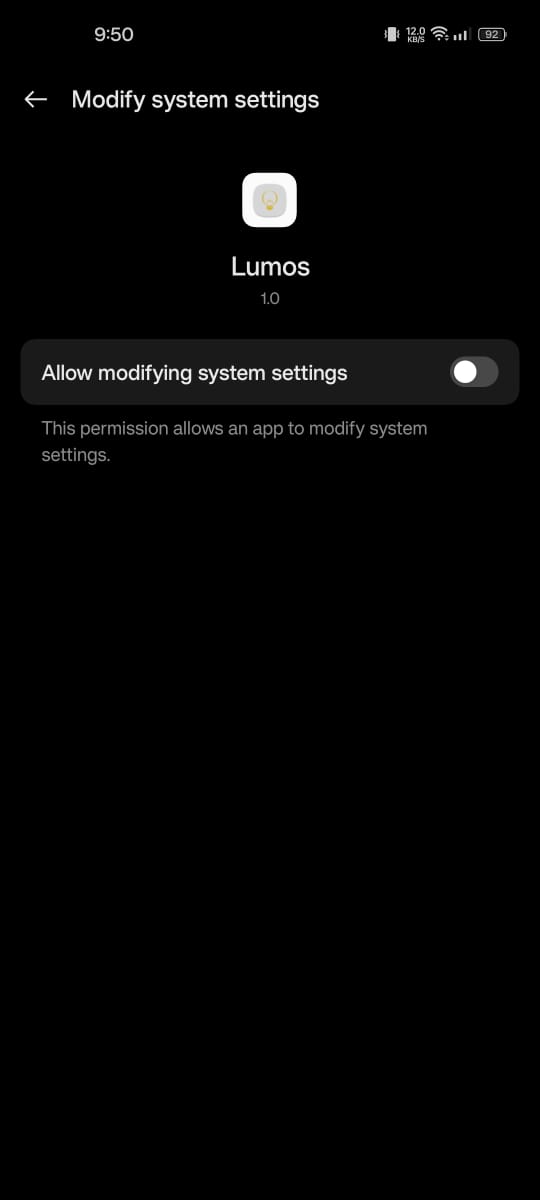 9:50
12.0
KB/S
92
Modify system settings
Lumos
1.0
Allow modifying system settings
This permission allows an app to modify system
settings.